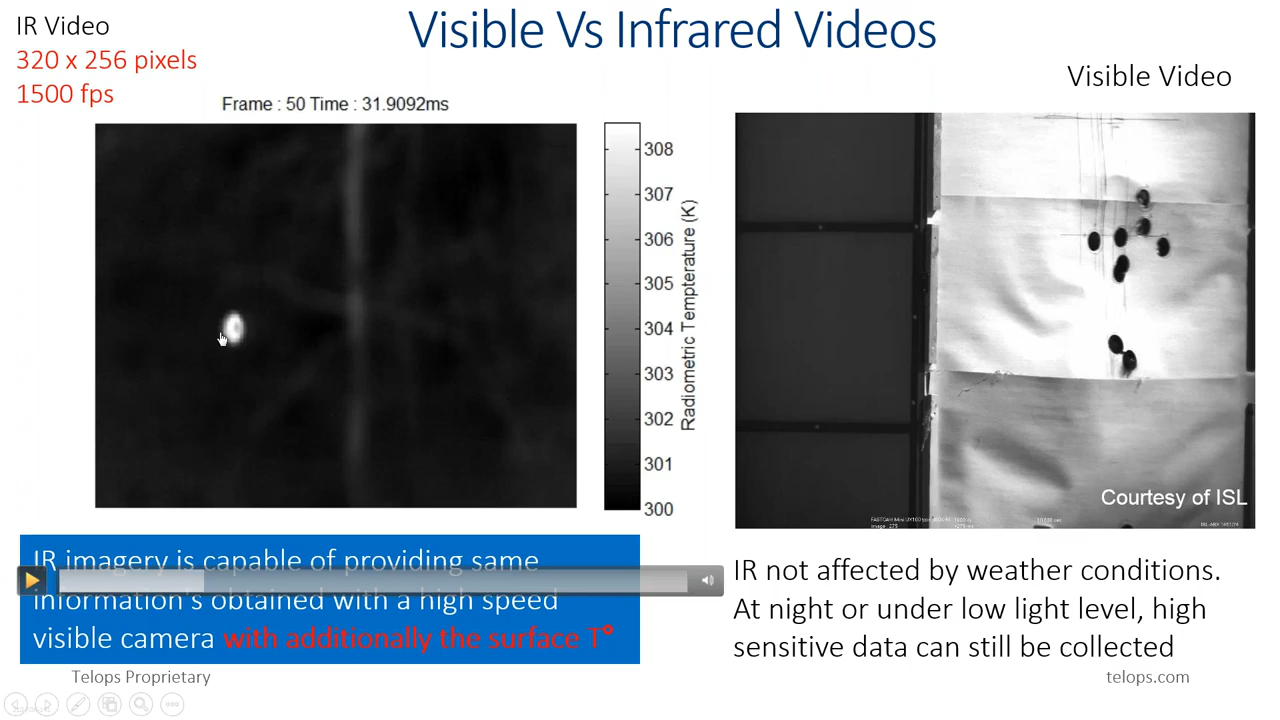 IR Video
320 x 256 pixels
1500 fps
Visible Vs Infrared Videos
Visible Video
Frame : 50 Time : 31.9092ms
308
307
306
305
304
303
302
301
300
Radiometric Tempterature (K)
Courtesy of ISL
IR imagery is capable of providing same
information's obtained with a high speed
visible camera with additionally the surface T°
IR not affected by weather conditions.
At night or under low light level, high
sensitive data can still be collected
Telops Proprietary
telops.com